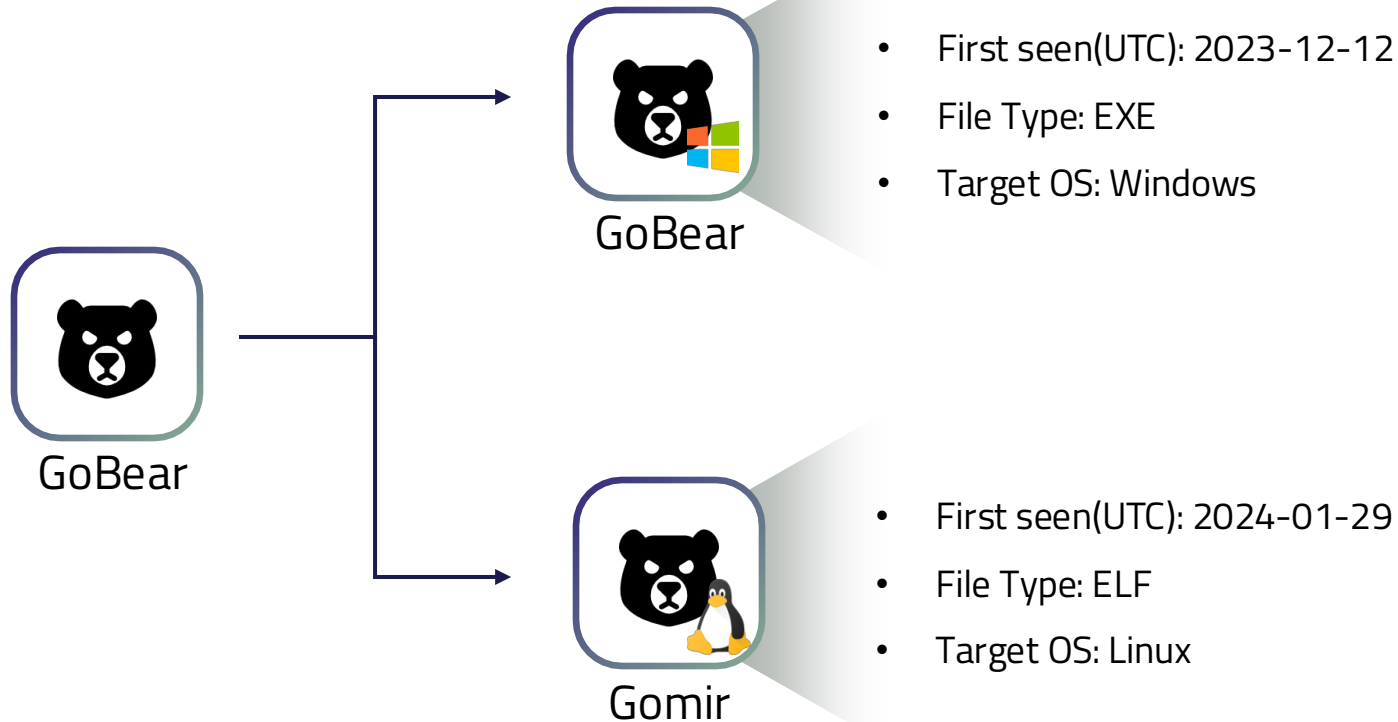 • First seen(UTC): 2023-12-12
• File Type: EXE
• Target OS: Windows
GoBear
GoBear
• First seen(UTC): 2024-01-29
• File Type: ELF
• Target OS: Linux
Gomir